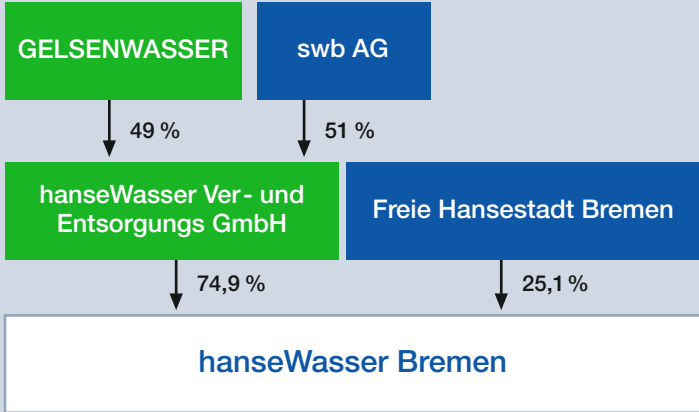 GELSENWASSER
swb AG
49 %
51 %
hanseWasser Ver- und
Entsorgungs GmbH
Freie Hansestadt Bremen
74,9 %
25,1 %
hanseWasser Bremen